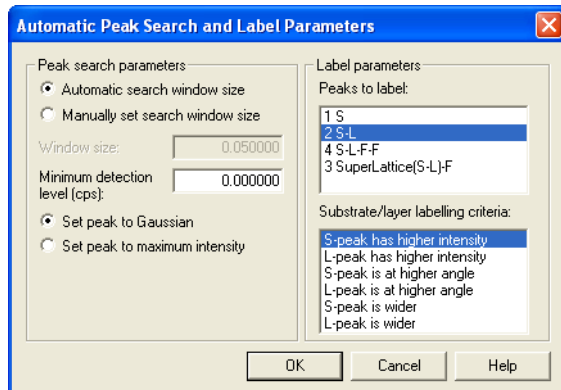 Automatic Peak Search and Label Parameters
Peak search parameters
Automatic search window size
Manually set search window size
Window size: 0.050000
Minimum detection
level (cps): 0.000000
Set peak to Gaussian
Set peak to maximum intensity
Label parameters
Peaks to label:
1 S
2 S-L
4 S-L-F-F
3 SuperLattice(S-L)-F
Substrate/layer labelling criteria:
S-peak has higher intensity
L-peak has higher intensity
S-peak is at higher angle
L-peak is at higher angle
S-peak is wider
L-peak is wider
OK Cancel Help